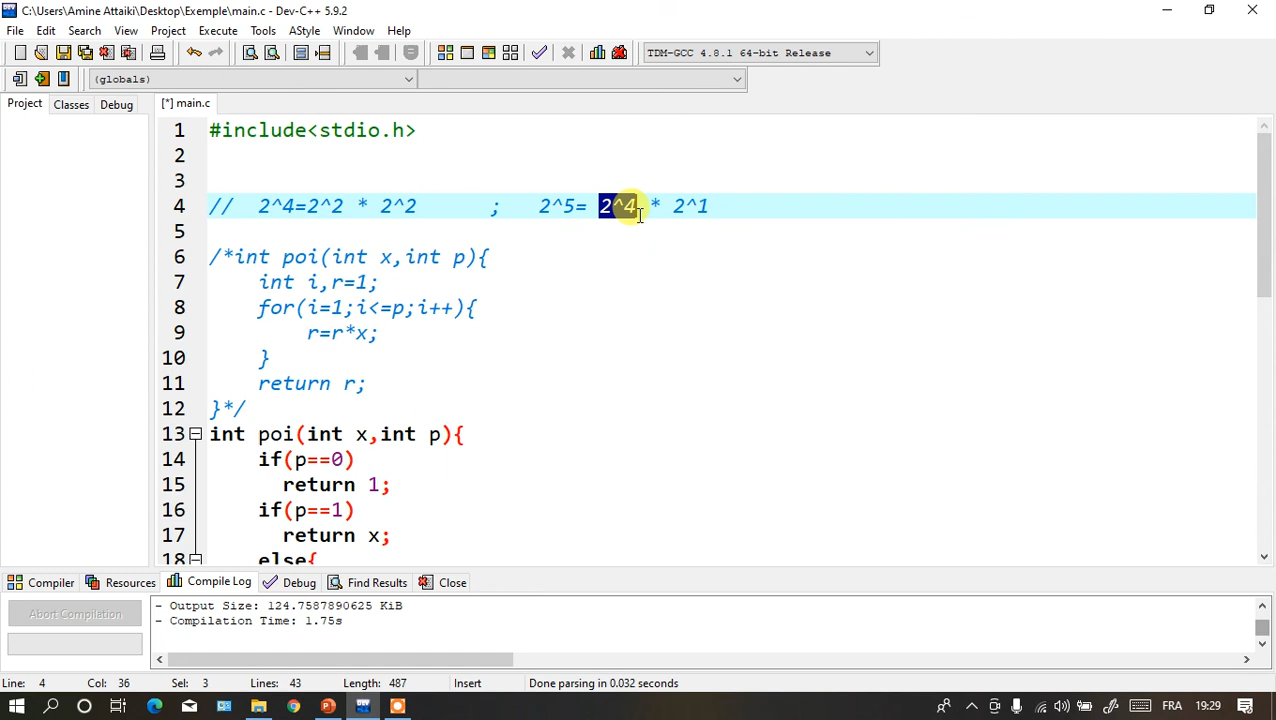 C:\Users\Amine Attaiki\Desktop\Exemple\main.c - Dev-C++ 5.9.2
File Edit Search View Project Execute Tools AStyle Window Help
TDM-GCC 4.8.1 64-bit Release
(globals)
Project Classes Debug [*] main.c
1 #include<stdio.h>
2
3
4 // 2^4=2^2 * 2^2 ; 2^5= 2^4 * 2^1
5
6 /*int poi(int x,int p){
7 int i,r=1;
8 for(i=1;i<=p;i++){
9 r=r*x;
10 }
11 return r;
12 }*/
13 int poi(int x,int p){
14 if(p==0)
15 return 1;
16 if(p==1)
17 return x;
18 else{
Compiler Resources Compile Log Debug Find Results Close
Abort Compilation
- Output Size: 124.7587890625 KiB
- Compilation Time: 1.75s
Line: 4 Col: 36 Sel: 3 Lines: 43 Length: 487 Insert Done parsing in 0.032 seconds
DEV FRA 19:29